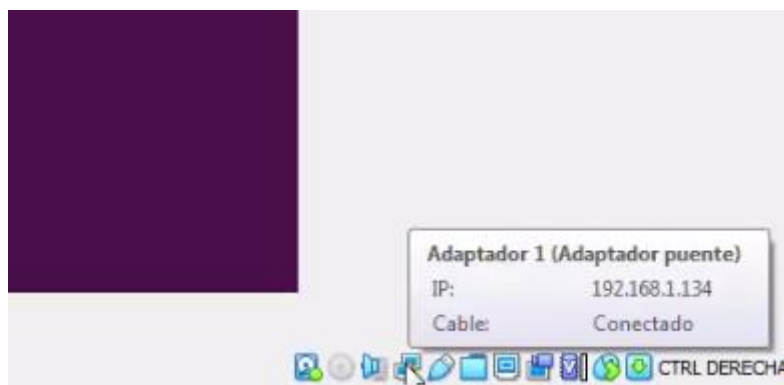 Adaptador 1 (Adaptador puente)
IP: 192.168.1.134
Cable: Conectado
CTRL DERECHA